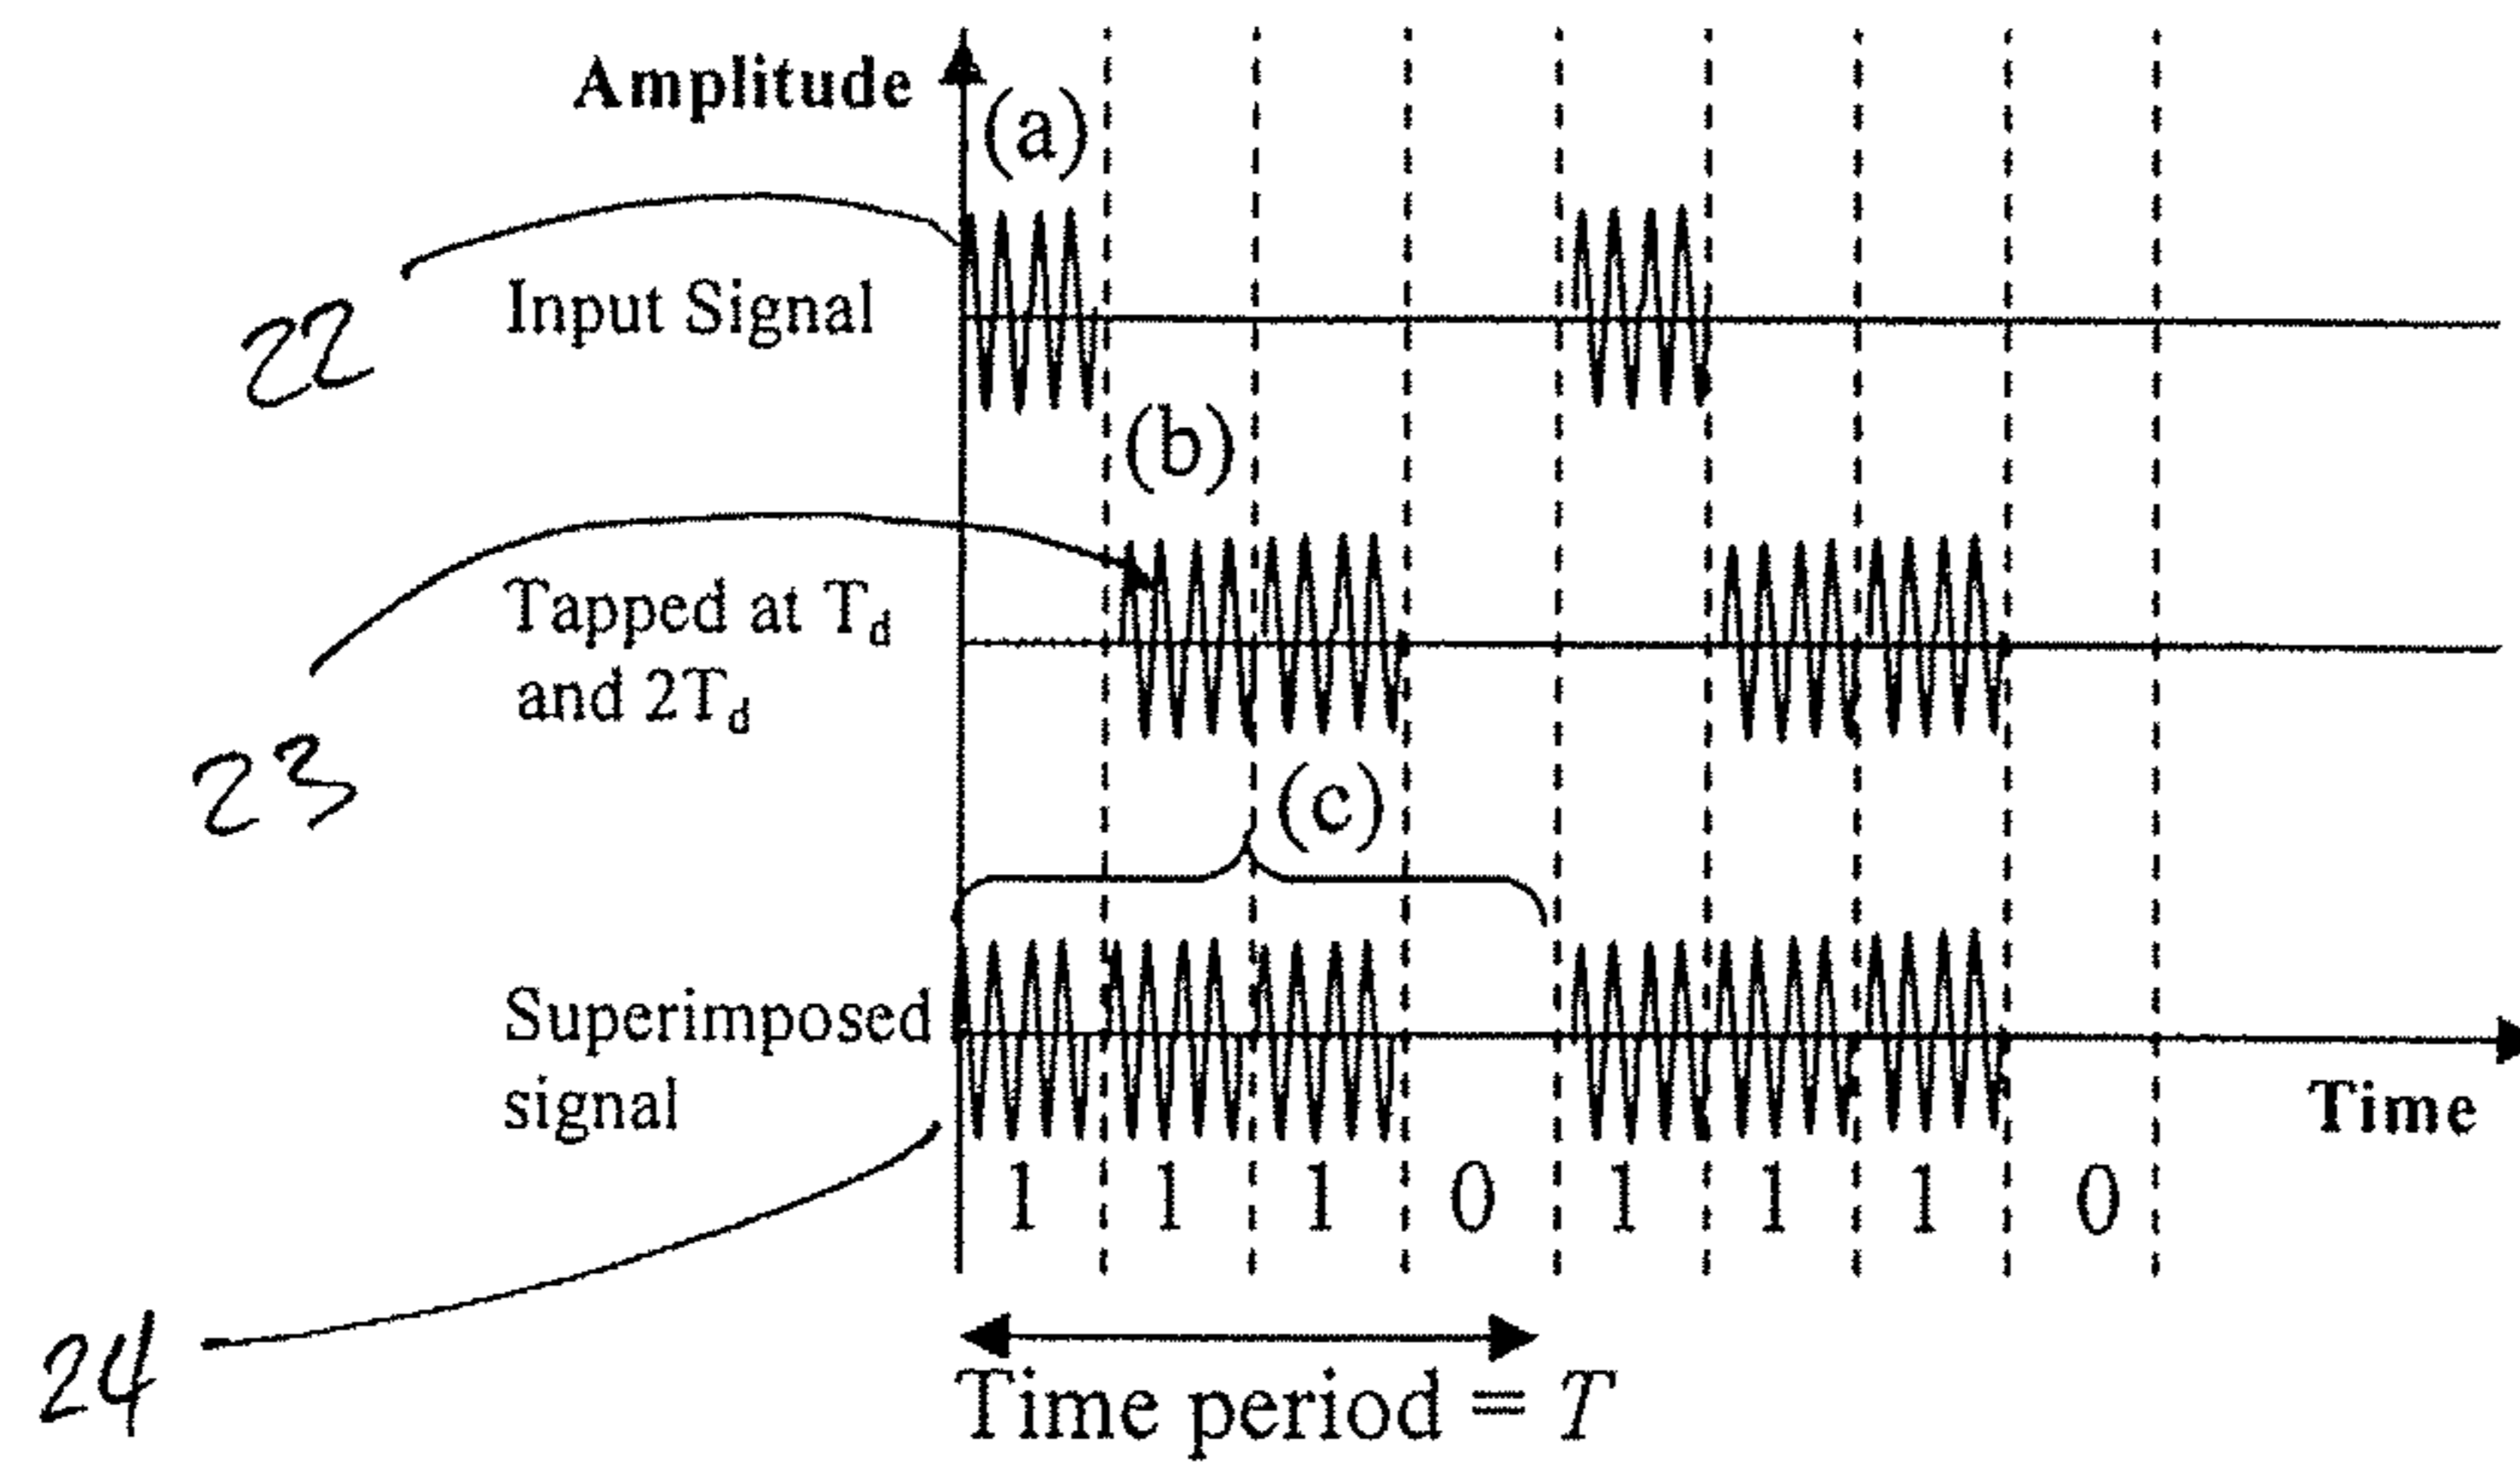 Amplitude
(a)
Input Signal
22
(b)
Tapped at Td
and 2Td
23
(c)
Superimposed
signal
Time
1 1 1 0 1 1 1 0
24
Time period = T